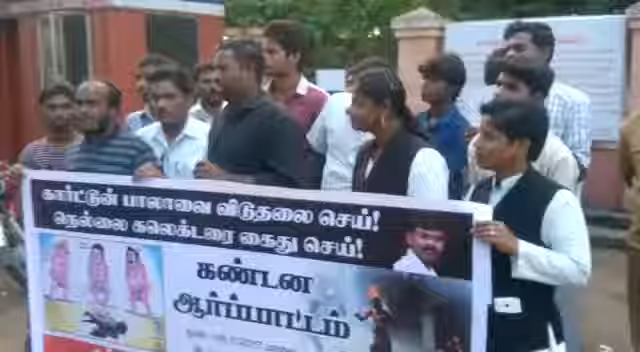 கார்ட்டூன் பாலாவை விடுதலை செய்!
நெல்லை கலெக்டரை கைது செய்!
கண்டன
ஆர்ப்பாட்டம்